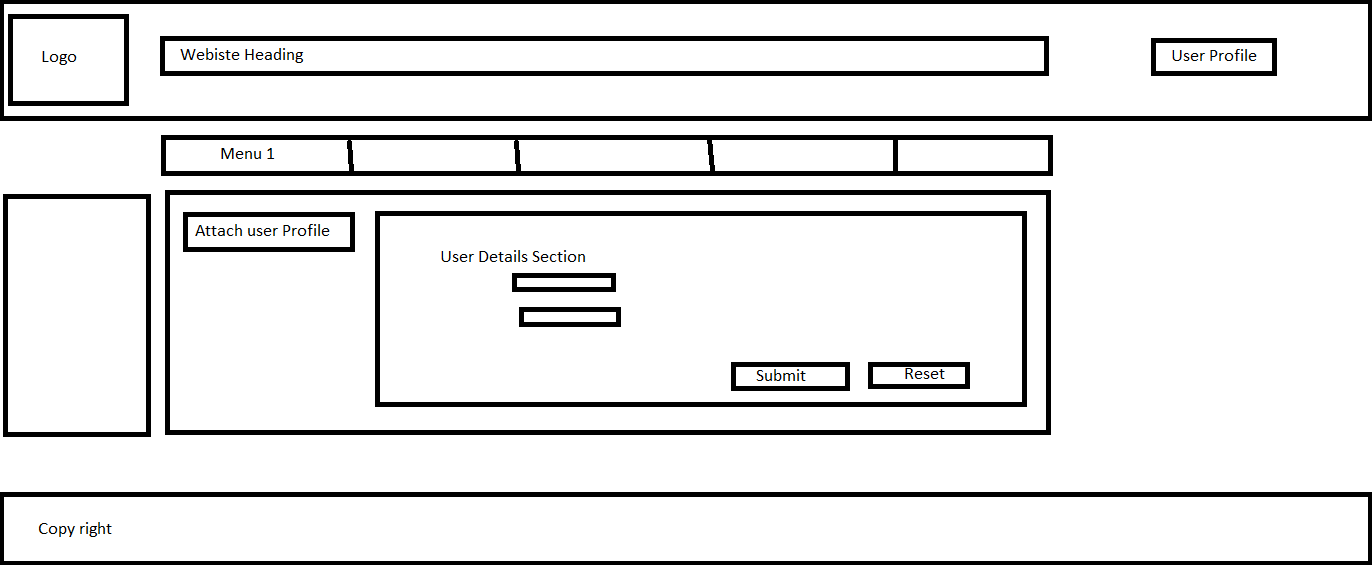 Logo
Webiste Heading
User Profile
Menu 1
Attach user Profile
User Details Section
Submit
Reset
Copy right